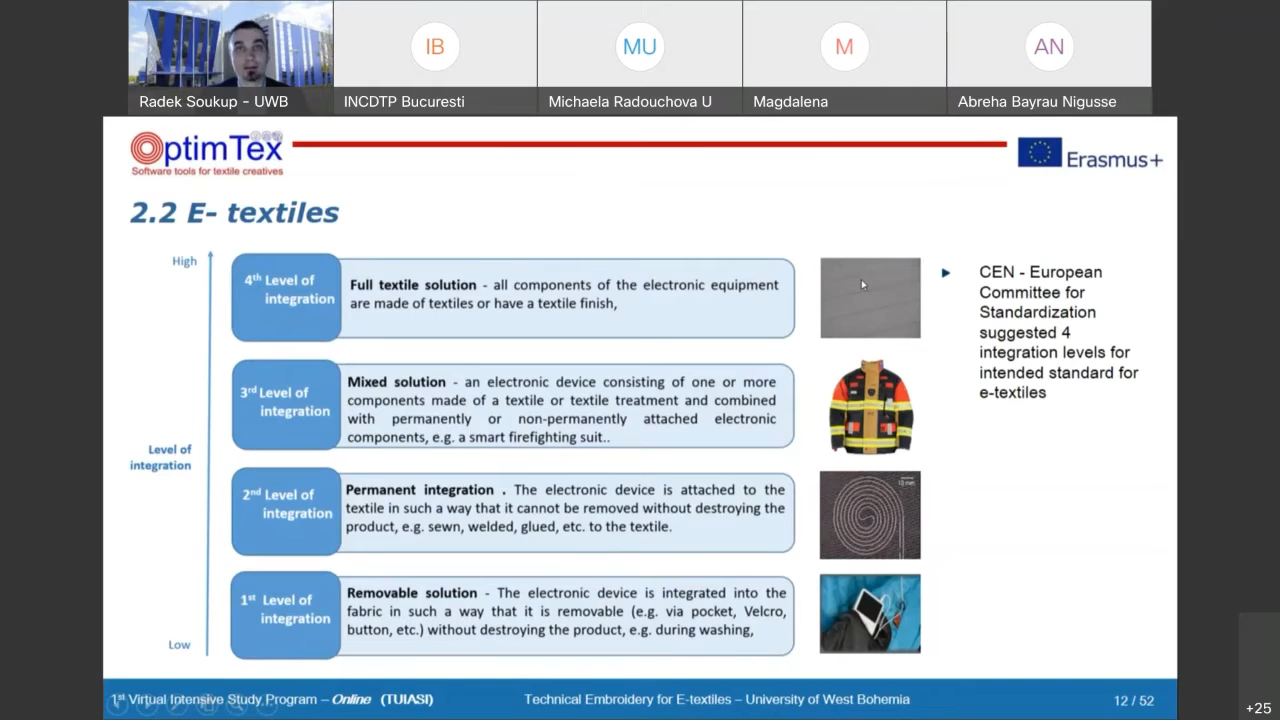 IB
MU
M
AN
Radek Soukup - UWB
INCDTP Bucuresti
Michaela Radouchova U
Magdalena
Abreha Bayrau Nigusse
OptimTex
Software tools for textile creatives
Erasmus+
2.2 E- textiles
High
Level of
integration
Low
4th Level of
integration
Full textile solution - all components of the electronic equipment
are made of textiles or have a textile finish,
3rd Level of
integration
Mixed solution - an electronic device consisting of one or more
components made of a textile or textile treatment and combined
with permanently or non-permanently attached electronic
components, e.g. a smart firefighting suit..
2nd Level of
integration
Permanent integration . The electronic device is attached to the
textile in such a way that it cannot be removed without destroying the
product, e.g. sewn, welded, glued, etc. to the textile.
10 mm
1st Level of
integration
Removable solution - The electronic device is integrated into the
fabric in such a way that it is removable (e.g. via pocket, Velcro,
button, etc.) without destroying the product, e.g. during washing,
CEN - European
Committee for
Standardization
suggested 4
integration levels for
intended standard for
e-textiles
1st Virtual Intensive Study Program – Online (TUIASI)
Technical Embroidery for E-textiles – University of West Bohemia
12 / 52
+25